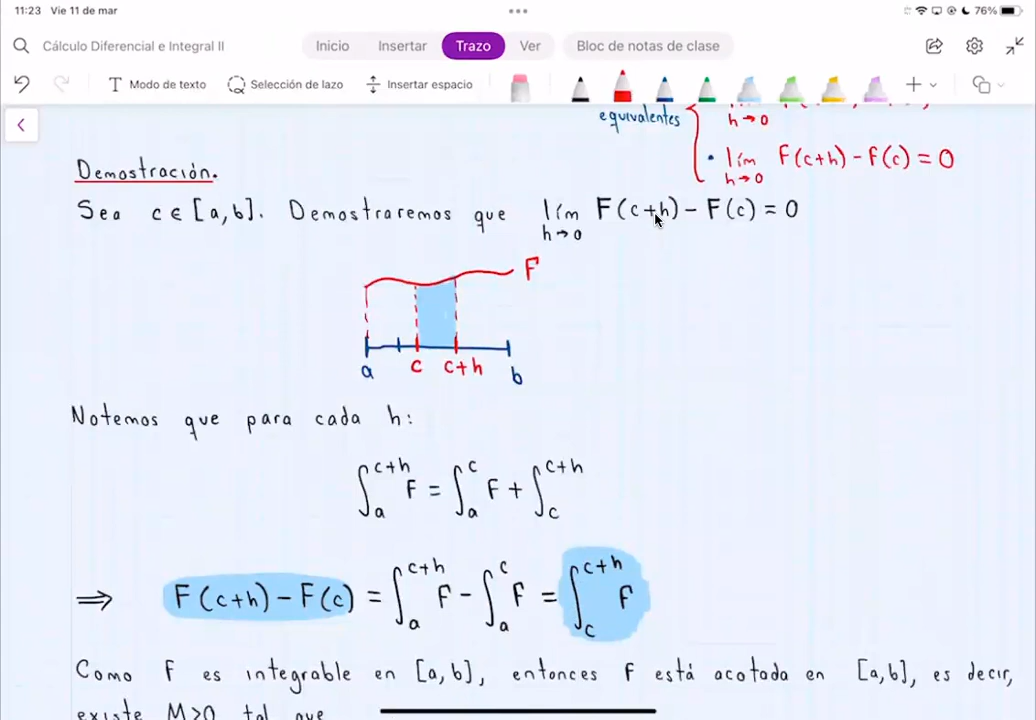 11:23 Vie 11 de mar
76%
Cálculo Diferencial e Integral II
Inicio Insertar Trazo Ver Bloc de notas de clase
Modo de texto Selección de lazo Insertar espacio
equivalentes
h→0
• lím F(c+h) - F(c) = 0
h→0
Demostración.
Sea c ∈ [a,b]. Demostraremos que lím F(c+h) - F(c) = 0
h→0
F
a c c+h b
Notemos que para cada h:
∫_a^{c+h} F = ∫_a^c F + ∫_c^{c+h}
⟹ F(c+h) - F(c) = ∫_a^{c+h} F - ∫_a^c F = ∫_c^{c+h} F
Como F es integrable en [a,b], entonces F está acotada en [a,b], es decir,
existe M>0 tal que